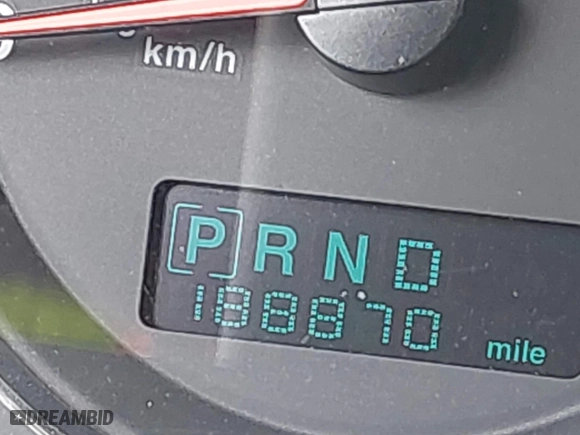 km/h
[P] R N D
188870 mile
DREAMBID